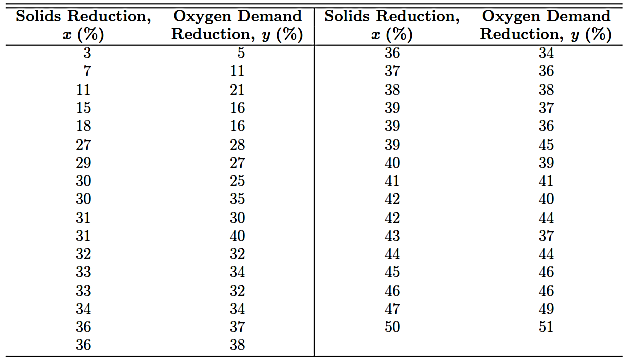 Solids Reduction, Oxygen Demand Solids Reduction, Oxygen Demand
x (%) Reduction, y (%) x (%) Reduction, y (%)
3 5 36 34
7 11 37 36
11 21 38 38
15 16 39 37
18 16 39 36
27 28 39 45
29 27 40 39
30 25 41 41
30 35 42 40
31 30 42 44
31 40 43 37
32 32 44 44
33 34 45 46
33 32 46 46
34 34 47 49
36 37 50 51
36 38